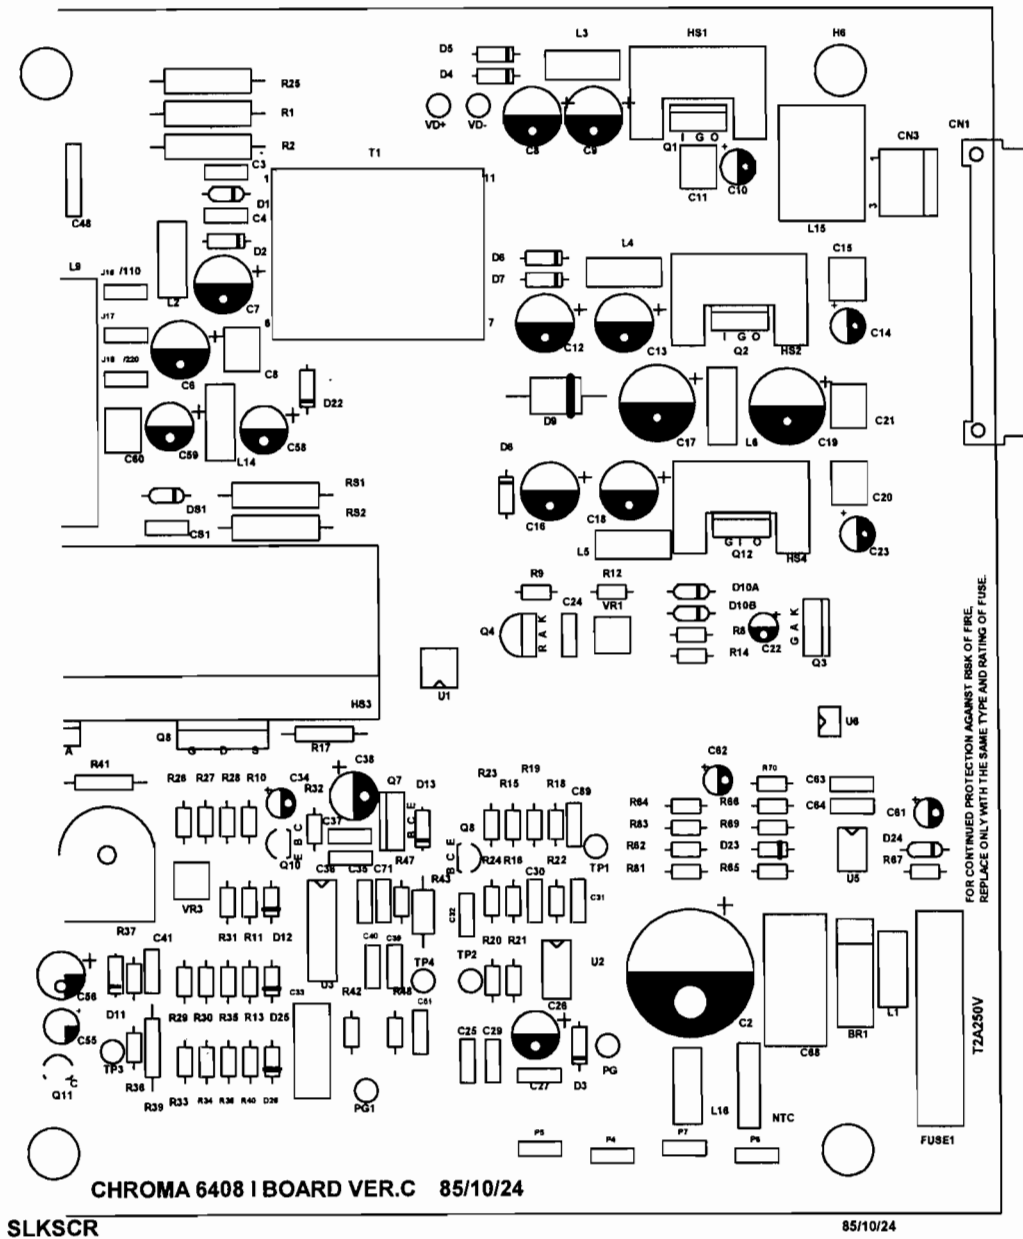 D5
L3
HS1
H6
D4
R25
R1
VD+
VD-
C8
C9
I G O
Q1
CN1
CN3
R2
T1
C3
1
11
C10
C11
1
D1
C48
C4
3
L15
D2
L9
J16 /110
D6
L4
C15
D7
L2
C7
J17
6
7
C12
C13
I G O
Q2
HS2
C14
J18 /220
C6
C8
D22
D9
C17
L6
C19
C21
C60
C59
L14
C58
D8
RS1
C20
DS1
RS2
C16
C18
CS1
L5
G I O
Q12
HS4
C23
R9
R12
D10A
C24
VR1
D10B
Q4
R A K
R8
C22
G A K
R14
Q3
U1
HS3
U6
A
Q8
G D S
R17
R41
C38
C62
R26
R27
R28
R10
C34
R32
Q7
D13
R23
R15
R19
R18
C89
R70
C63
R64
R66
C64
C61
C37
E B C
B C E
Q8
R63
R69
Q10
B C E
R62
D23
D24
C36
C35
C71
R47
R24
R16
R22
TP1
R61
R65
U5
R67
R43
VR3
C30
C31
C32
R37
C41
R31
R11
D12
C40
C39
R20
R21
U2
TP4
TP2
C56
D11
U3
C33
R42
R48
C51
C26
C2
R29
R30
R35
R13
D25
C68
BR1
L1
C55
TP3
C25
C29
C
Q11
R36
R39
R33
R34
R38
R40
D26
PG1
C27
D3
PG
L16
NTC
FUSE1
T2A250V
FOR CONTINUED PROTECTION AGAINST RISK OF FIRE,
REPLACE ONLY WITH THE SAME TYPE AND RATING OF FUSE.
P5
P4
P7
P6
CHROMA 6408 I BOARD VER.C 85/10/24
SLKSCR
85/10/24